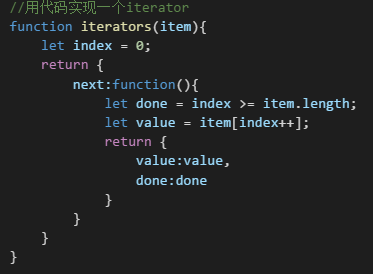 //用代码实现一个iterator
function iterators(item){
    let index = 0;
    return {
        next:function(){
            let done = index >= item.length;
            let value = item[index++];
            return {
                value:value,
                done:done
            }
        }
    }
}